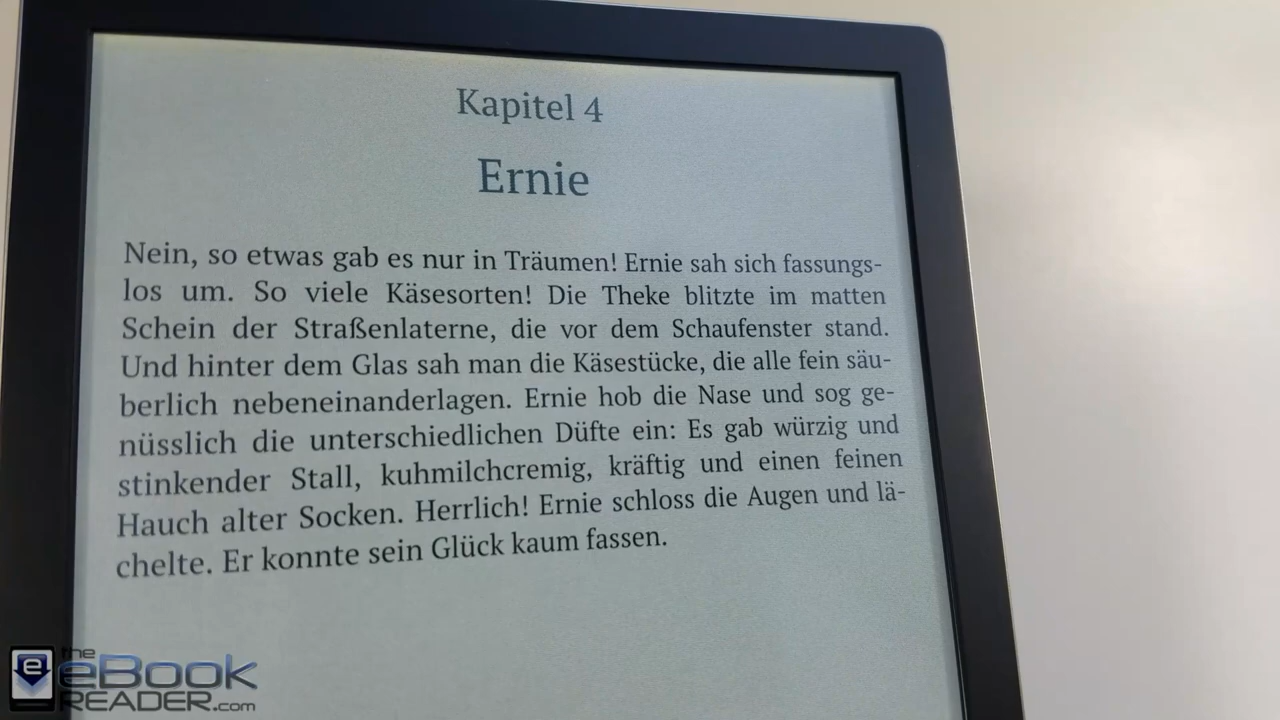 Kapitel 4
Ernie
Nein, so etwas gab es nur in Träumen! Ernie sah sich fassungs-
los um. So viele Käsesorten! Die Theke blitzte im matten
Schein der Straßenlaterne, die vor dem Schaufenster stand.
Und hinter dem Glas sah man die Käsestücke, die alle fein säu-
berlich nebeneinanderlagen. Ernie hob die Nase und sog ge-
nüsslich die unterschiedlichen Düfte ein: Es gab würzig und
stinkender Stall, kuhmilchcremig, kräftig und einen feinen
Hauch alter Socken. Herrlich! Ernie schloss die Augen und lä-
chelte. Er konnte sein Glück kaum fassen.
e
the
eBook
READER.com